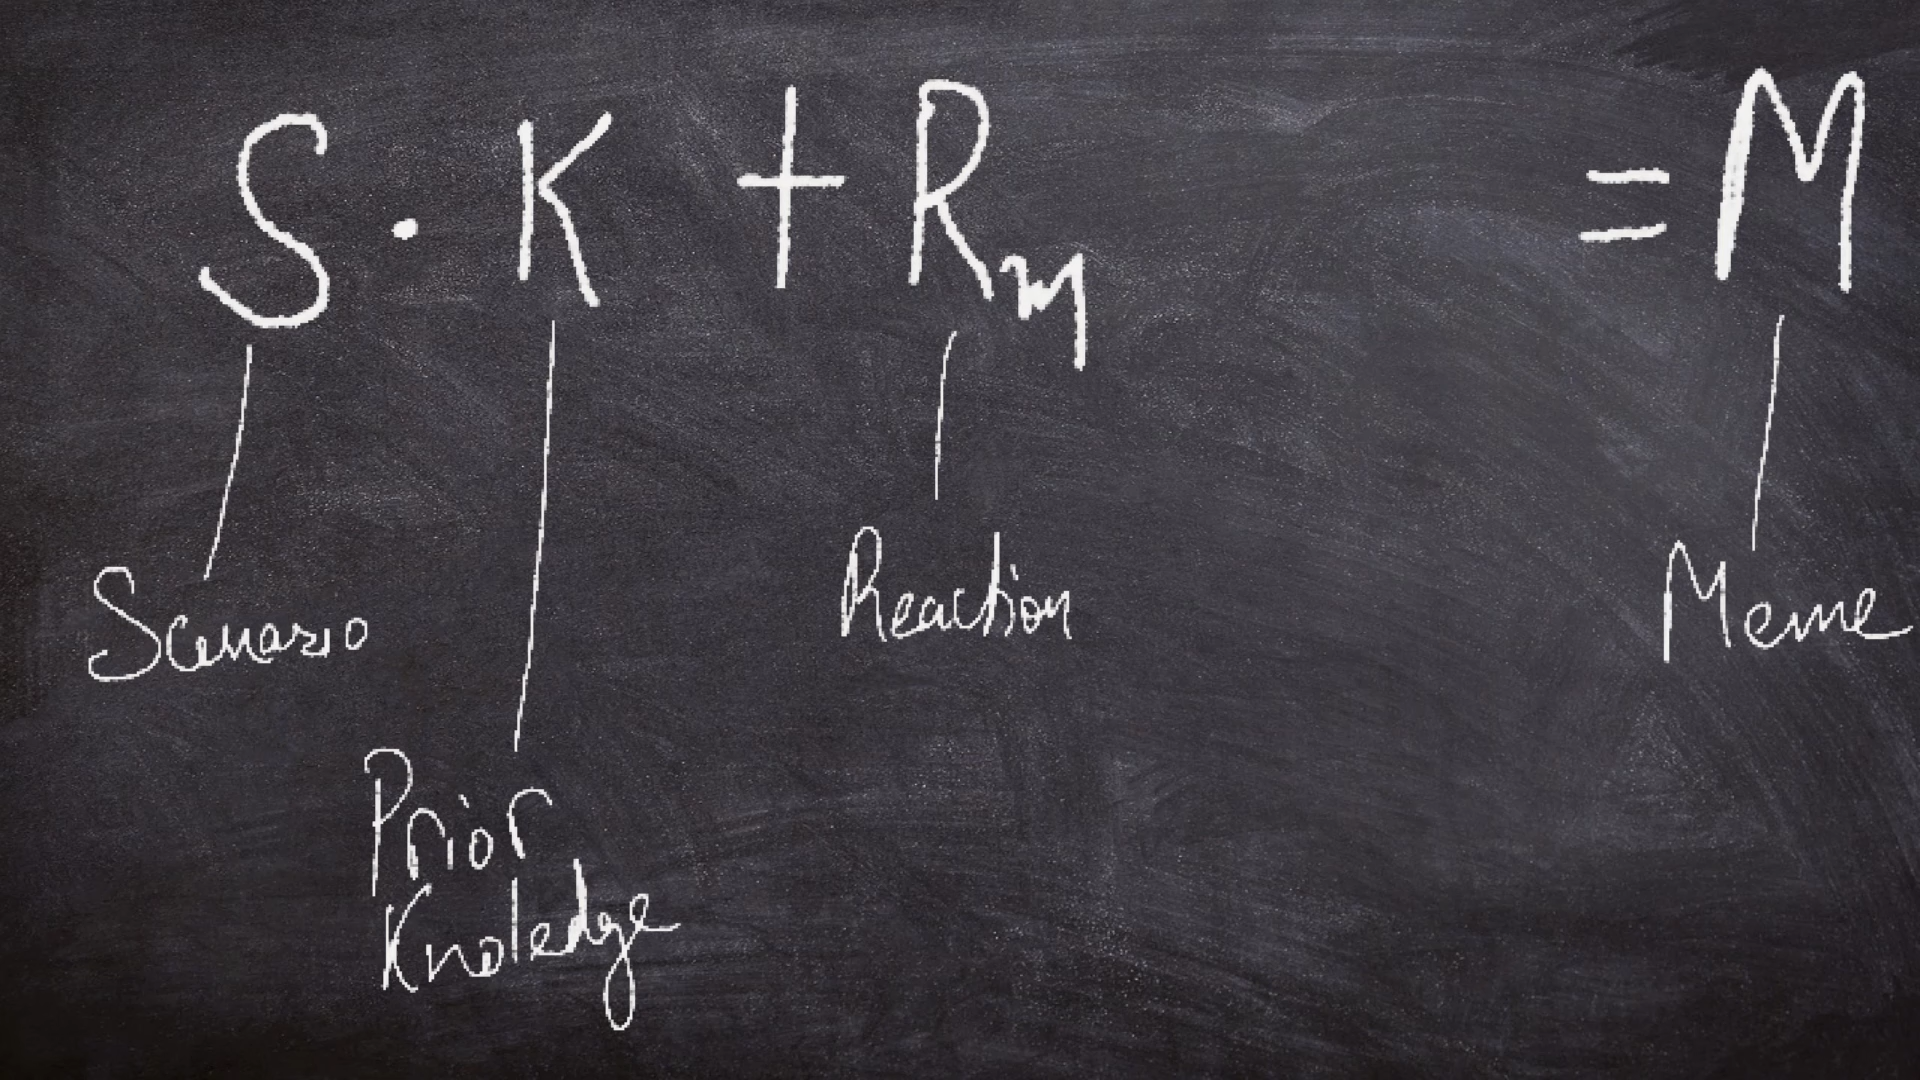 S . K + Rm = M
Scenario
Reaction
Meme
Prior
Knoledge